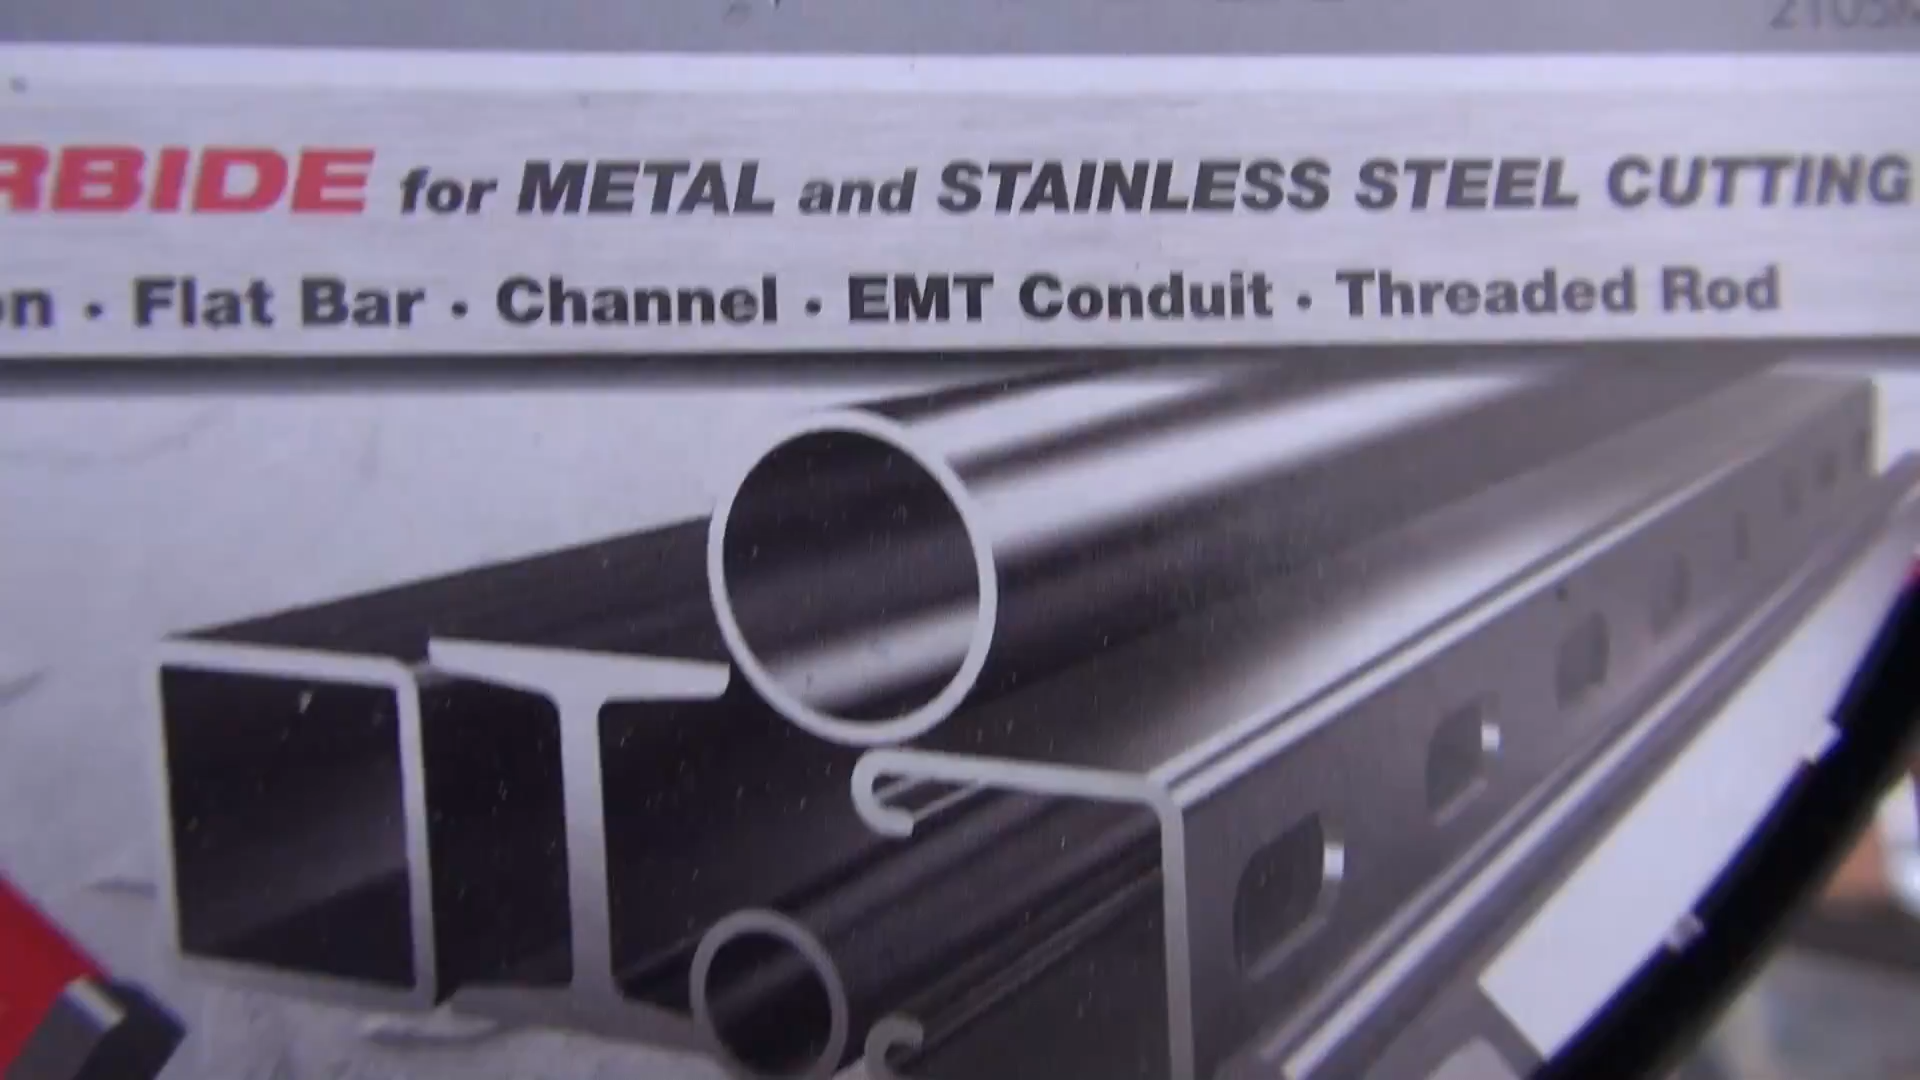 RBIDE for METAL and STAINLESS STEEL CUTTING
on • Flat Bar • Channel • EMT Conduit • Threaded Rod